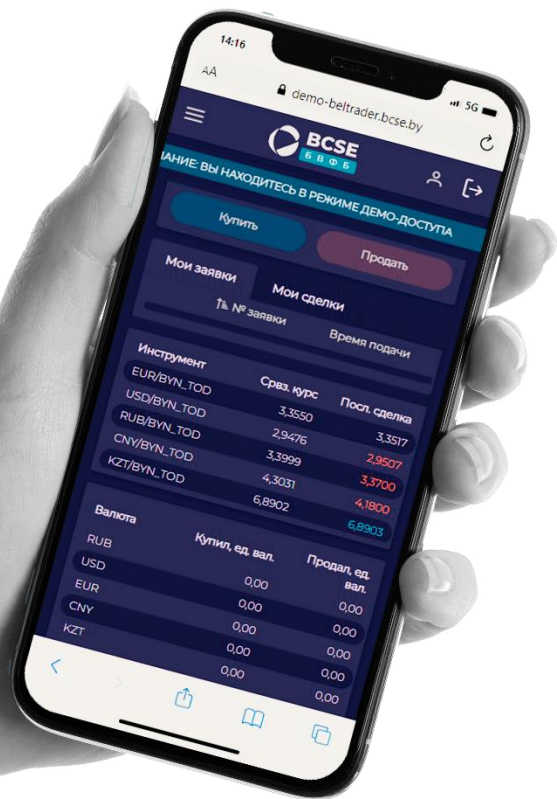 14:16
5G
AA demo-beltrader.bcse.by
BCSE
БВФБ
АНИЕ: ВЫ НАХОДИТЕСЬ В РЕЖИМЕ ДЕМО-ДОСТУПА
Купить Продать
Мои заявки Мои сделки
№ заявки Время подачи
Инструмент Срвз. курс Посл. сделка
EUR/BYN_TOD 3,3550 3,3517
USD/BYN_TOD 2,9476 2,9507
RUB/BYN_TOD 3,3999 3,3700
CNY/BYN_TOD 4,3031 4,1800
KZT/BYN_TOD 6,8902 6,8903
Валюта Купил, ед. вал. Продал, ед. вал.
RUB 0,00 0,00
USD 0,00 0,00
EUR 0,00 0,00
CNY 0,00 0,00
KZT 0,00 0,00